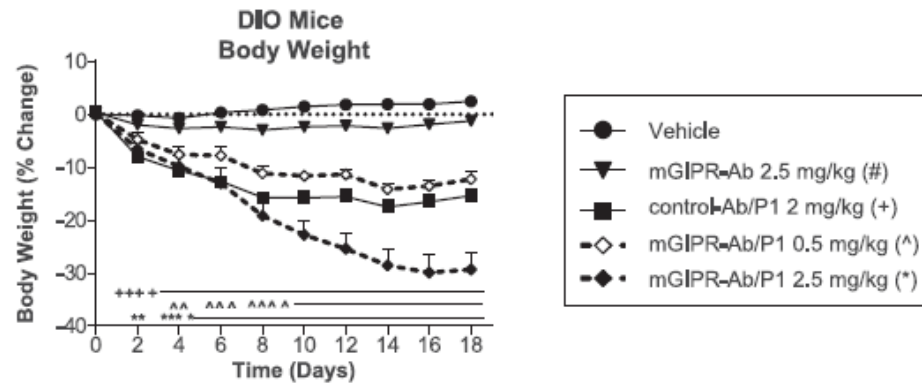 DIO Mice
Body Weight
Body Weight (% Change)
10
0
-10
-20
-30
-40
++++
^^ ^^^ ^^^^
** ****
0 2 4 6 8 10 12 14 16 18
Time (Days)
Vehicle
mGIPR-Ab 2.5 mg/kg (#)
control-Ab/P1 2 mg/kg (+)
mGIPR-Ab/P1 0.5 mg/kg (^)
mGIPR-Ab/P1 2.5 mg/kg (*)